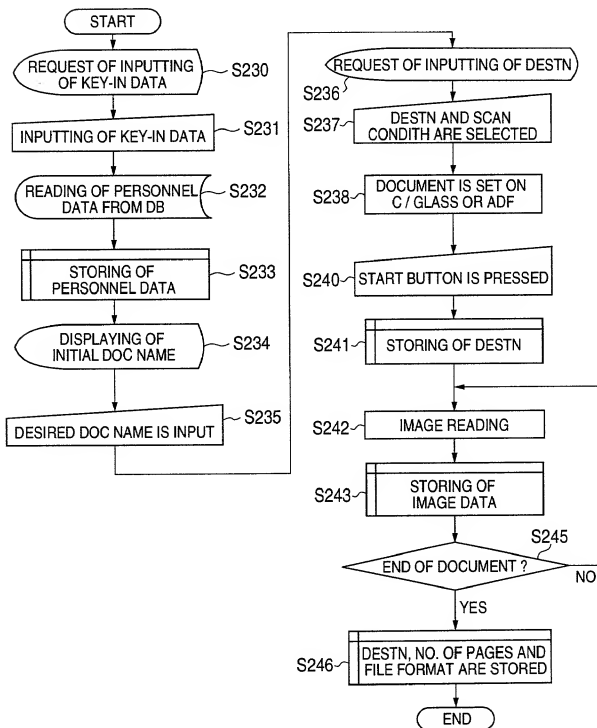 START
REQUEST OF INPUTTING
OF KEY-IN DATA
S230
INPUTTING OF KEY-IN DATA
S231
READING OF PERSONNEL
DATA FROM DB
S232
STORING OF
PERSONNEL DATA
S233
DISPLAYING OF
INITIAL DOC NAME
S234
DESIRED DOC NAME IS INPUT
S235
REQUEST OF INPUTTING OF DESTN
S236
S237
DESTN AND SCAN
CONDITH ARE SELECTED
S238
DOCUMENT IS SET ON
C / GLASS OR ADF
S240
START BUTTON IS PRESSED
S241
STORING OF DESTN
S242
IMAGE READING
S243
STORING OF
IMAGE DATA
S245
END OF DOCUMENT ?
NO
YES
S246
DESTN, NO. OF PAGES AND
FILE FORMAT ARE STORED
END